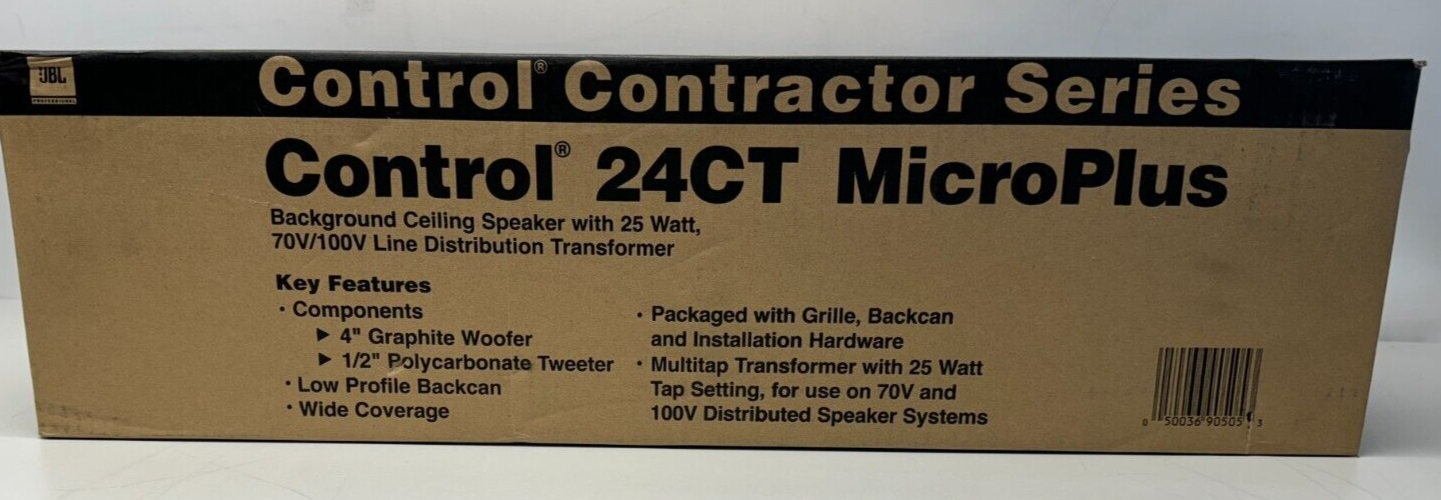 JBL
PROFESSIONAL
Control® Contractor Series
Control® 24CT MicroPlus
Background Ceiling Speaker with 25 Watt,
70V/100V Line Distribution Transformer
Key Features
· Components
▶ 4" Graphite Woofer
▶ 1/2" Polycarbonate Tweeter
· Low Profile Backcan
· Wide Coverage
· Packaged with Grille, Backcan
and Installation Hardware
· Multitap Transformer with 25 Watt
Tap Setting, for use on 70V and
100V Distributed Speaker Systems
0 50036 90505 3